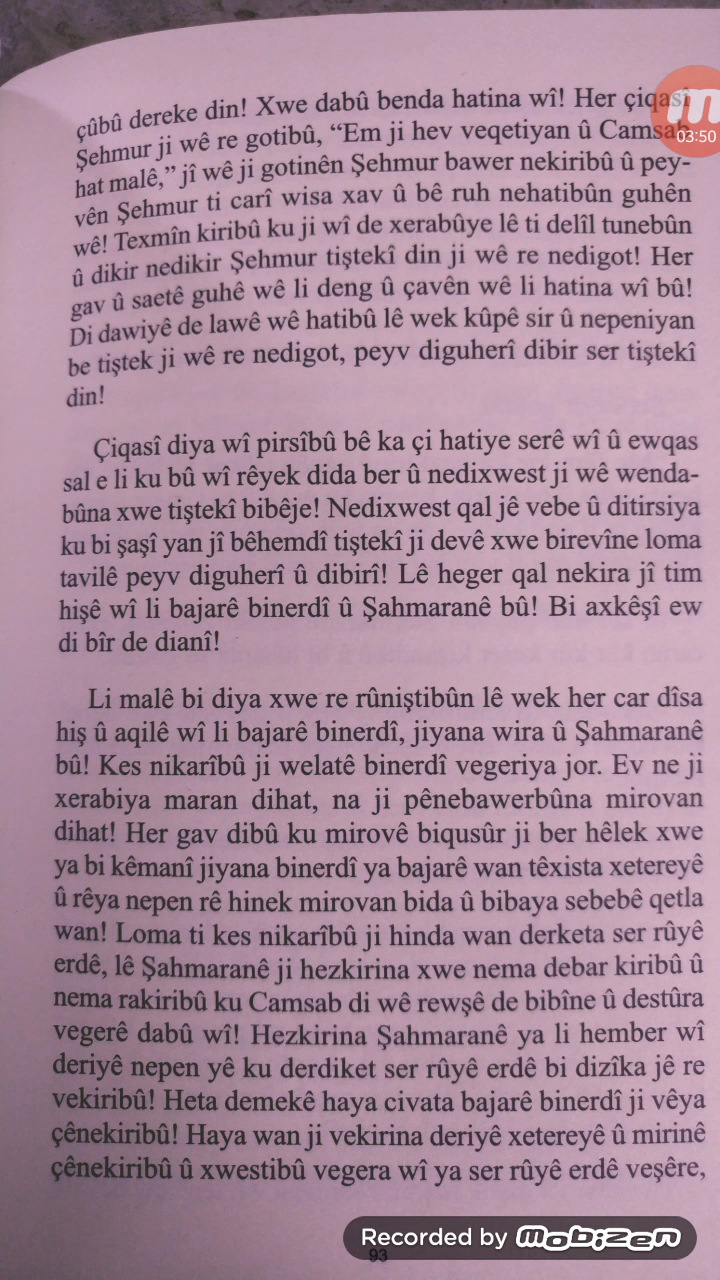 çûbû dereke din! Xwe dabû benda hatina wî! Her çiqasî
Şehmur ji wê re gotibû, “Em ji hev veqetiyan û Camsab
hat malê,” jî wê ji gotinên Şehmur bawer nekiribû û pey-
vên Şehmur ti carî wisa xav û bê ruh nehatibûn guhên
wê! Texmîn kiribû ku ji wî de xerabûye lê ti delîl tunebûn
û dikir nedikir Şehmur tiştekî din ji wê re nedigot! Her
gav û saetê guhê wê li deng û çavên wê li hatina wî bû!
Di dawiyê de lawê wê hatibû lê wek kûpê sir û nepeniyan
be tiştek ji wê re nedigot, peyv diguherî dibir ser tiştekî
din!
Çiqasî diya wî pirsîbû bê ka çi hatiye serê wî û ewqas
sal e li ku bû wî rêyek dida ber û nedixwest ji wê wenda-
bûna xwe tiştekî bibêje! Nedixwest qal jê vebe û ditirsiya
ku bi şaşî yan jî bêhemdî tiştekî ji devê xwe birevîne loma
tavilê peyv diguherî û dibirî! Lê heger qal nekira jî tim
hişê wî li bajarê binerdî û Şahmaranê bû! Bi axkêşî ew
di bîr de dianî!
Li malê bi diya xwe re rûniştibûn lê wek her car dîsa
hiş û aqilê wî li bajarê binerdî, jiyana wira û Şahmaranê
bû! Kes nikarîbû ji welatê binerdî vegeriya jor. Ev ne ji
xerabiya maran dihat, na ji pênebawerbûna mirovan
dihat! Her gav dibû ku mirovê biqusûr ji ber hêlek xwe
ya bi kêmanî jiyana binerdî ya bajarê wan têxista xetereyê
û rêya nepen rê hinek mirovan bida û bibaya sebebê qetla
wan! Loma ti kes nikarîbû ji hinda wan derketa ser rûyê
erdê, lê Şahmaranê ji hezkirina xwe nema debar kiribû û
nema rakiribû ku Camsab di wê rewşê de bibîne û destûra
vegerê dabû wî! Hezkirina Şahmaranê ya li hember wî
deriyê nepen yê ku derdiket ser rûyê erdê bi dizîka jê re
vekiribû! Heta demekê haya civata bajarê binerdî ji vêya
çênekiribû! Haya wan ji vekirina deriyê xetereyê û mirinê
çênekiribû û xwestibû vegera wî ya ser rûyê erdê veşêre,
93
03:50
Recorded by mobizen